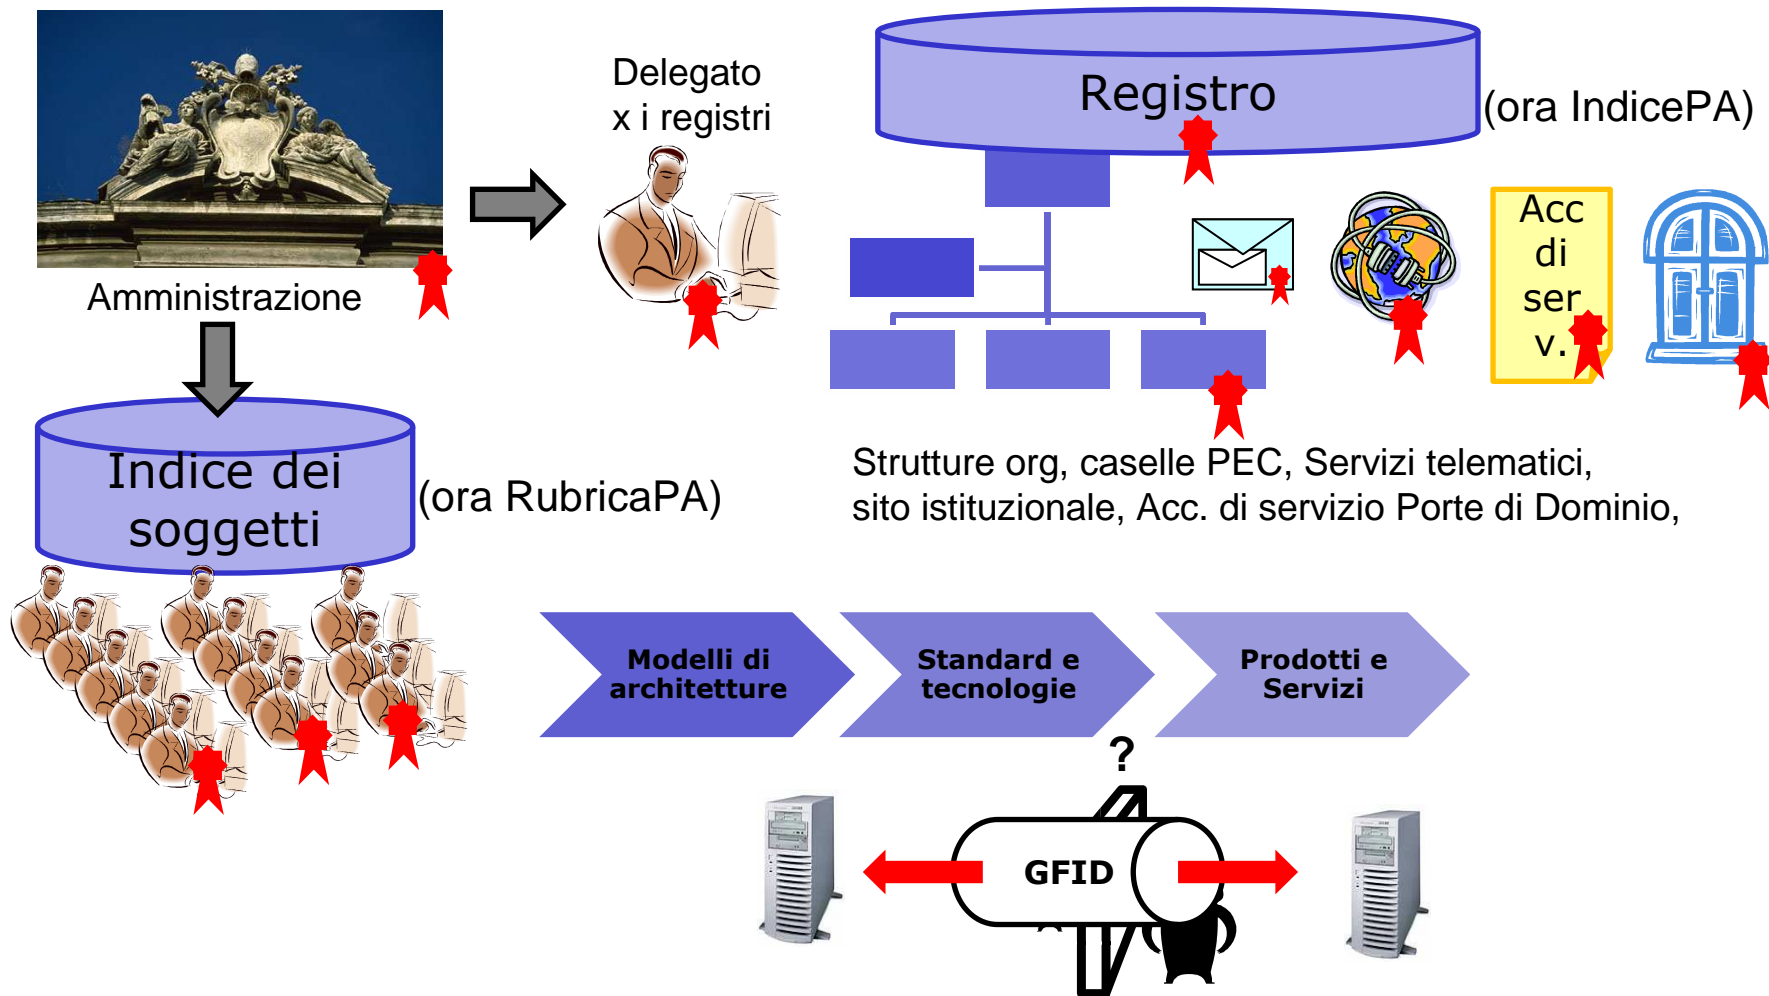 Delegato
x i registri
Registro
(ora IndicePA)
Acc
di
ser
v.
Amministrazione
Indice dei
soggetti
(ora RubricaPA)
Strutture org, caselle PEC, Servizi telematici,
sito istituzionale, Acc. di servizio Porte di Dominio,
Modelli di
architetture
Standard e
tecnologie
Prodotti e
Servizi
?
GFID